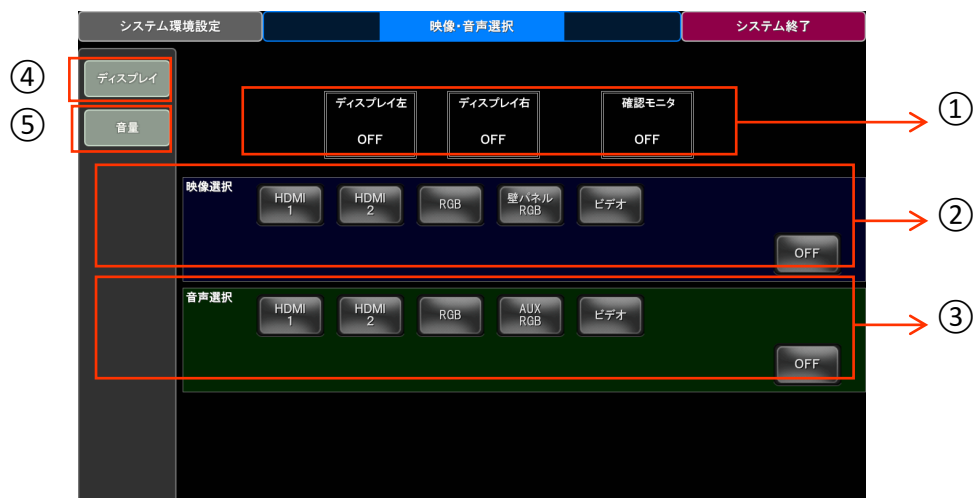 システム環境設定
映像・音声選択
システム終了
④
ディスプレイ
⑤
音量
ディスプレイ左
OFF
ディスプレイ右
OFF
確認モニタ
OFF
①
映像選択
HDMI
1
HDMI
2
RGB
壁パネル
RGB
ビデオ
OFF
②
音声選択
HDMI
1
HDMI
2
RGB
AUX
RGB
ビデオ
OFF
③